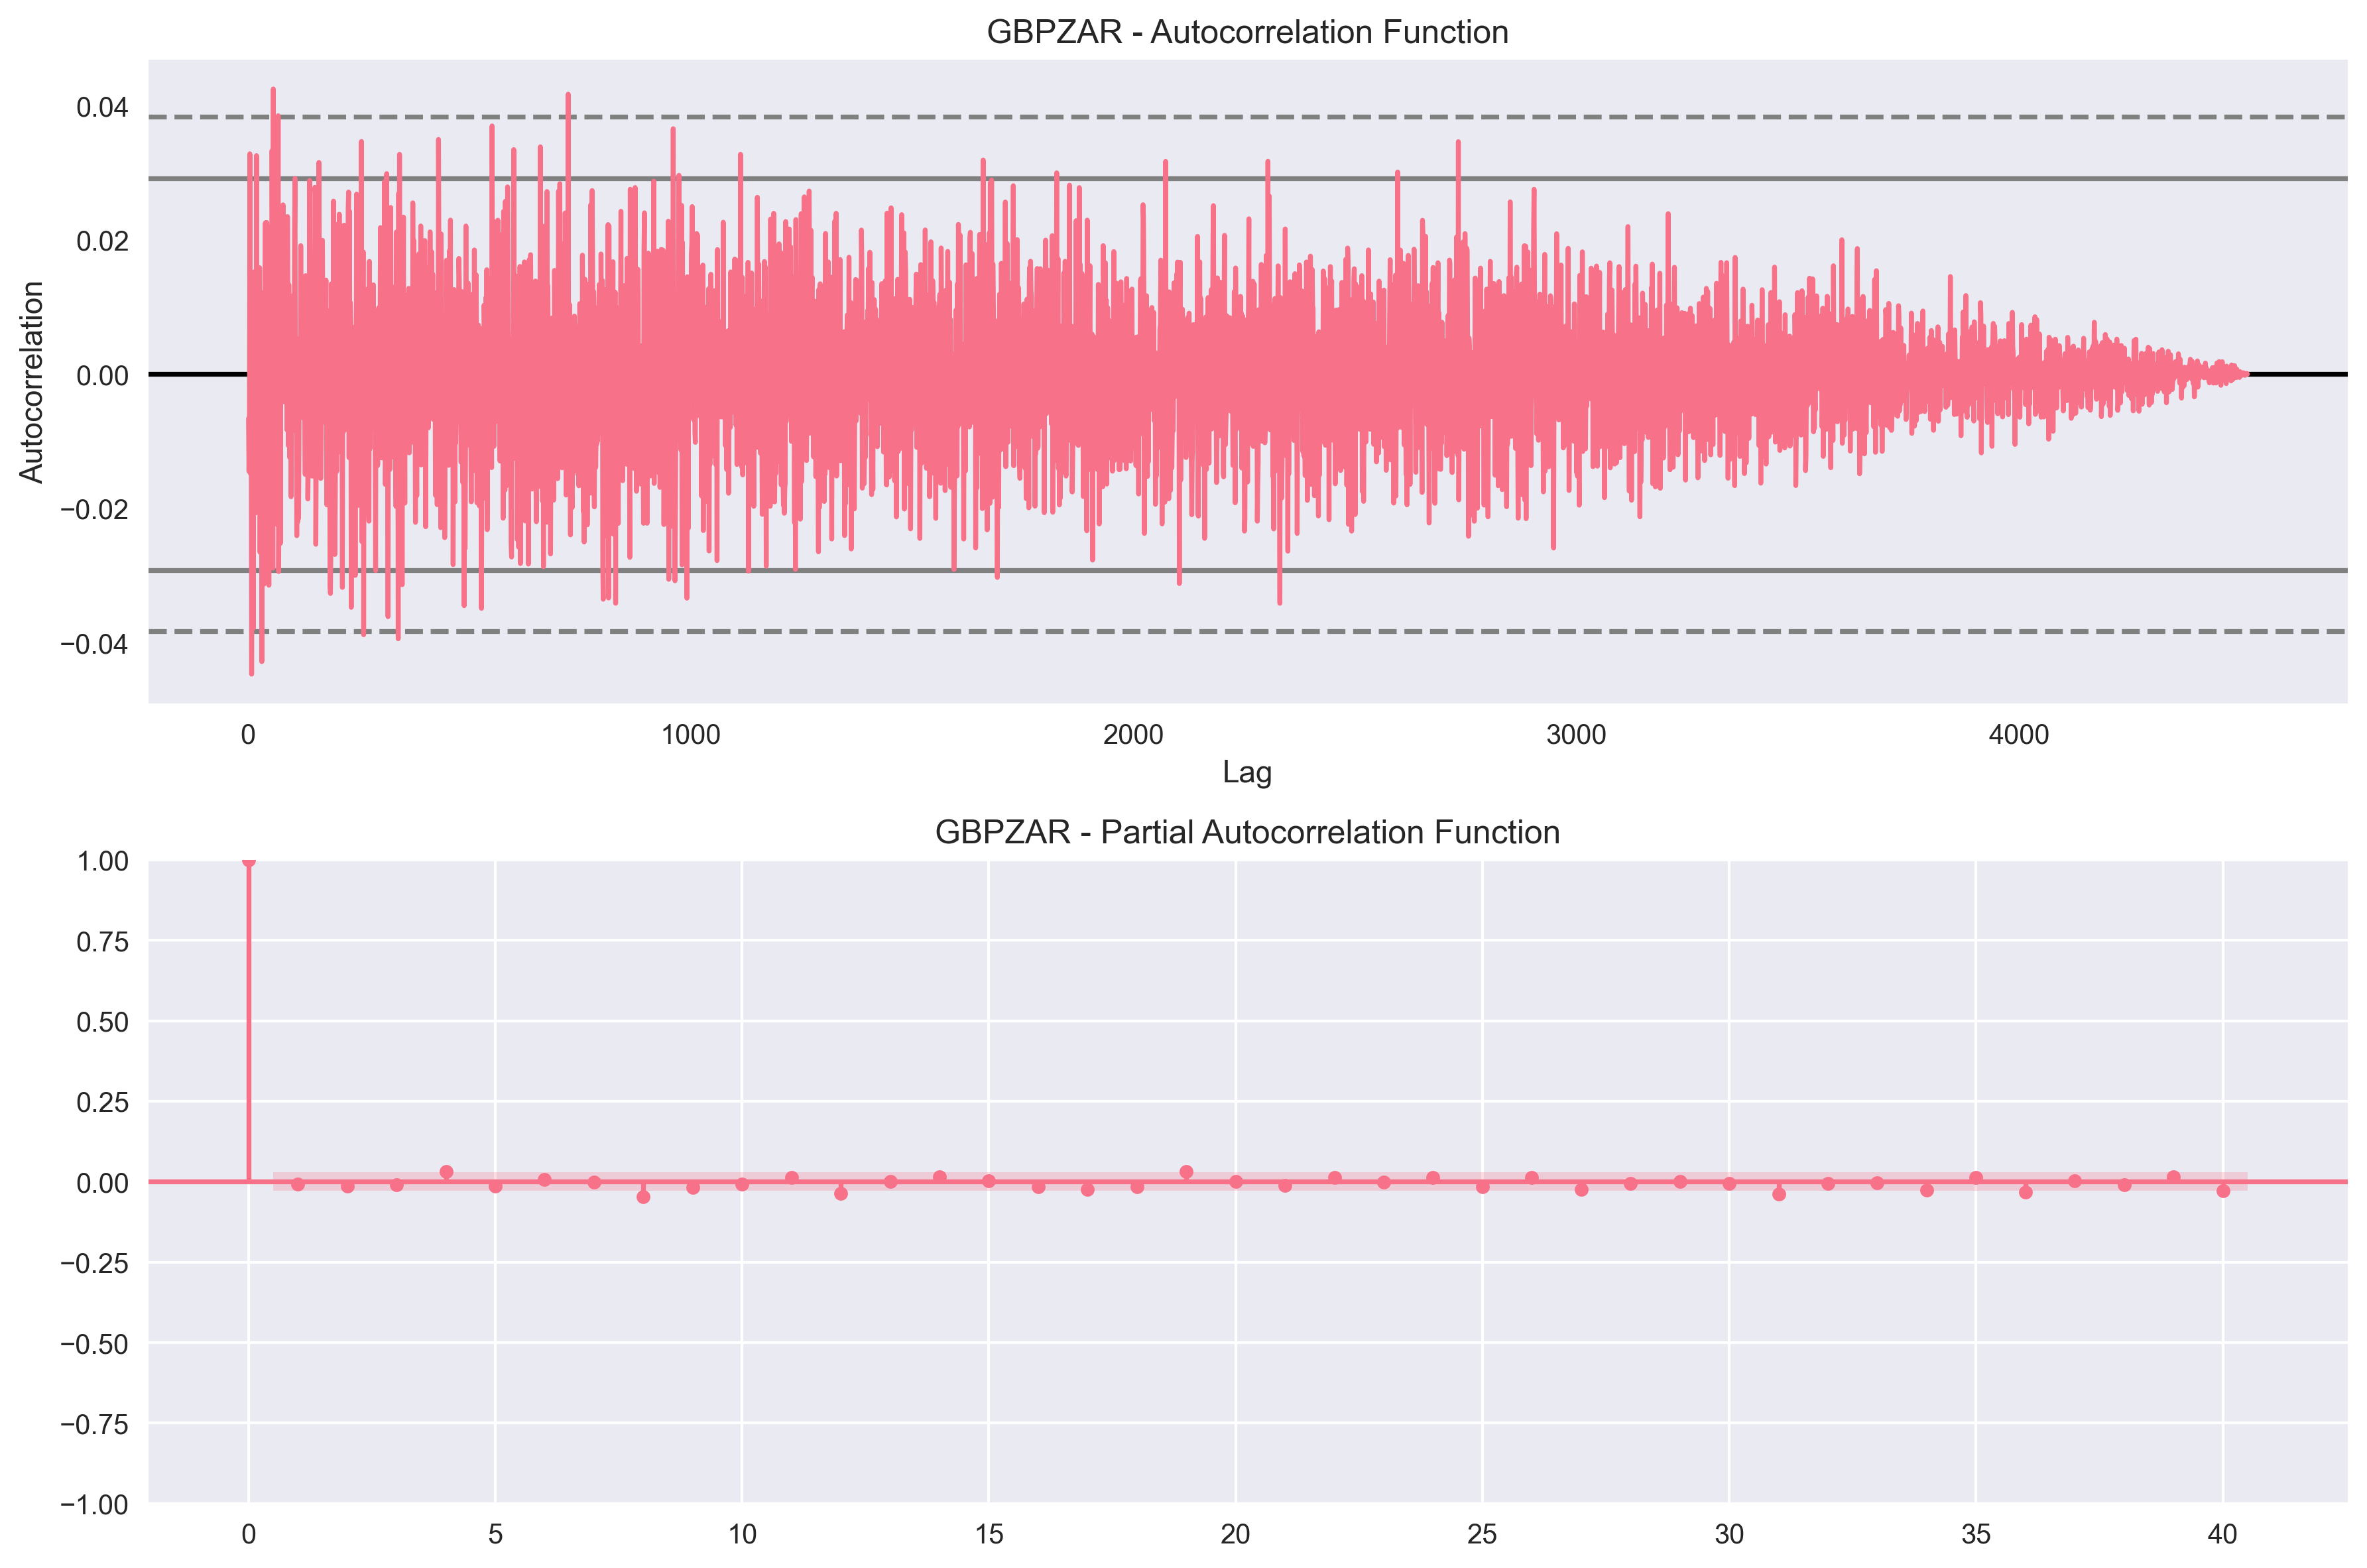 GBPZAR - Autocorrelation Function
0.04
0.02
0.00
−0.02
−0.04
Autocorrelation
0 1000 2000 3000 4000
Lag
GBPZAR - Partial Autocorrelation Function
1.00
0.75
0.50
0.25
0.00
−0.25
−0.50
−0.75
−1.00
0 5 10 15 20 25 30 35 40